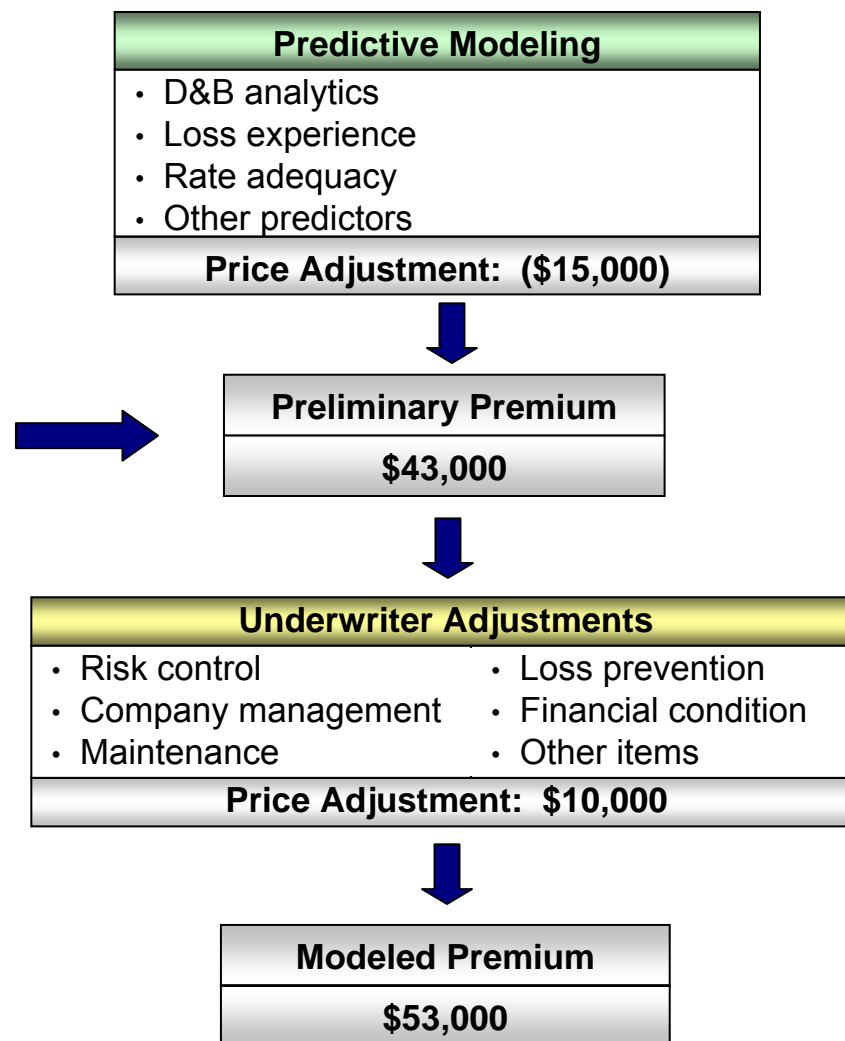 Predictive Modeling
• D&B analytics
• Loss experience
• Rate adequacy
• Other predictors
Price Adjustment: ($15,000)
Preliminary Premium
$43,000
Underwriter Adjustments
• Risk control
• Company management
• Maintenance
• Loss prevention
• Financial condition
• Other items
Price Adjustment: $10,000
Modeled Premium
$53,000